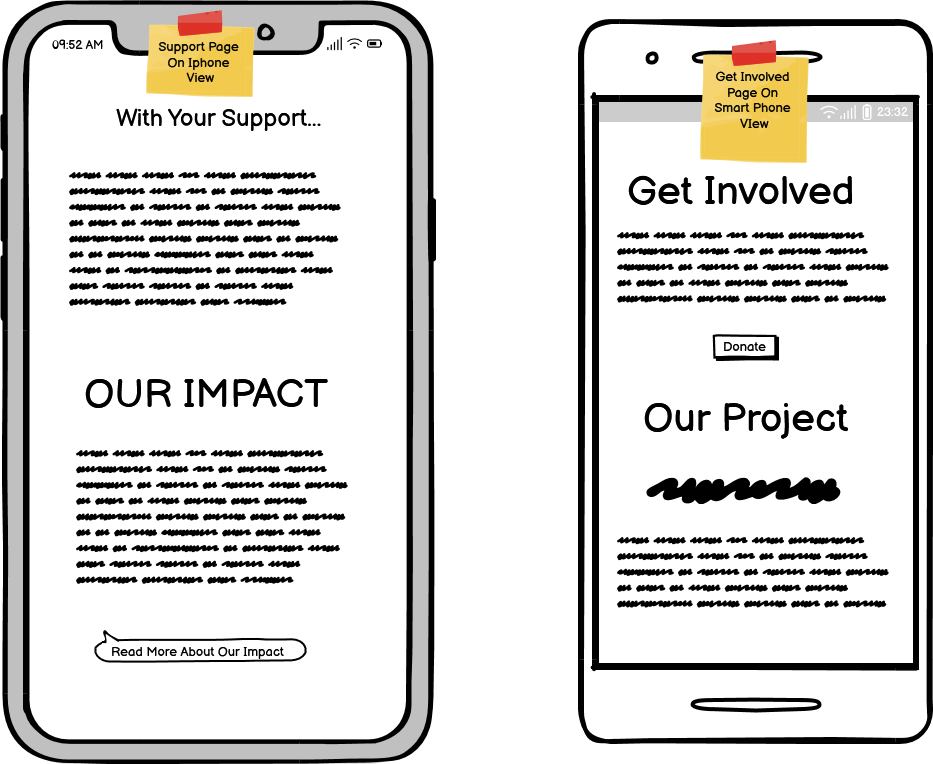 09:52 AM
Support Page
On Iphone
View
With Your Support...
OUR IMPACT
Read More About Our Impact
Get Involved
Page On
Smart Phone
VIew
23:32
Get Involved
Donate
Our Project